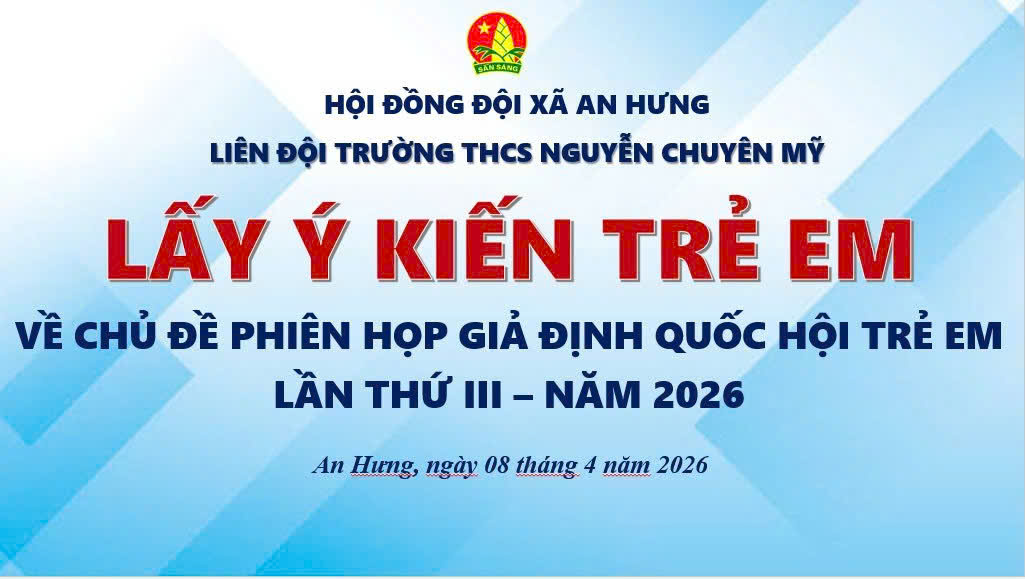 SẴN SÀNG
HỘI ĐỒNG ĐỘI XÃ AN HƯNG
LIÊN ĐỘI TRƯỜNG THCS NGUYỄN CHUYÊN MỸ
LẤY Ý KIẾN TRẺ EM
VỀ CHỦ ĐỀ PHIÊN HỌP GIẢ ĐỊNH QUỐC HỘI TRẺ EM
LẦN THỨ III – NĂM 2026
An Hưng, ngày 08 tháng 4 năm 2026